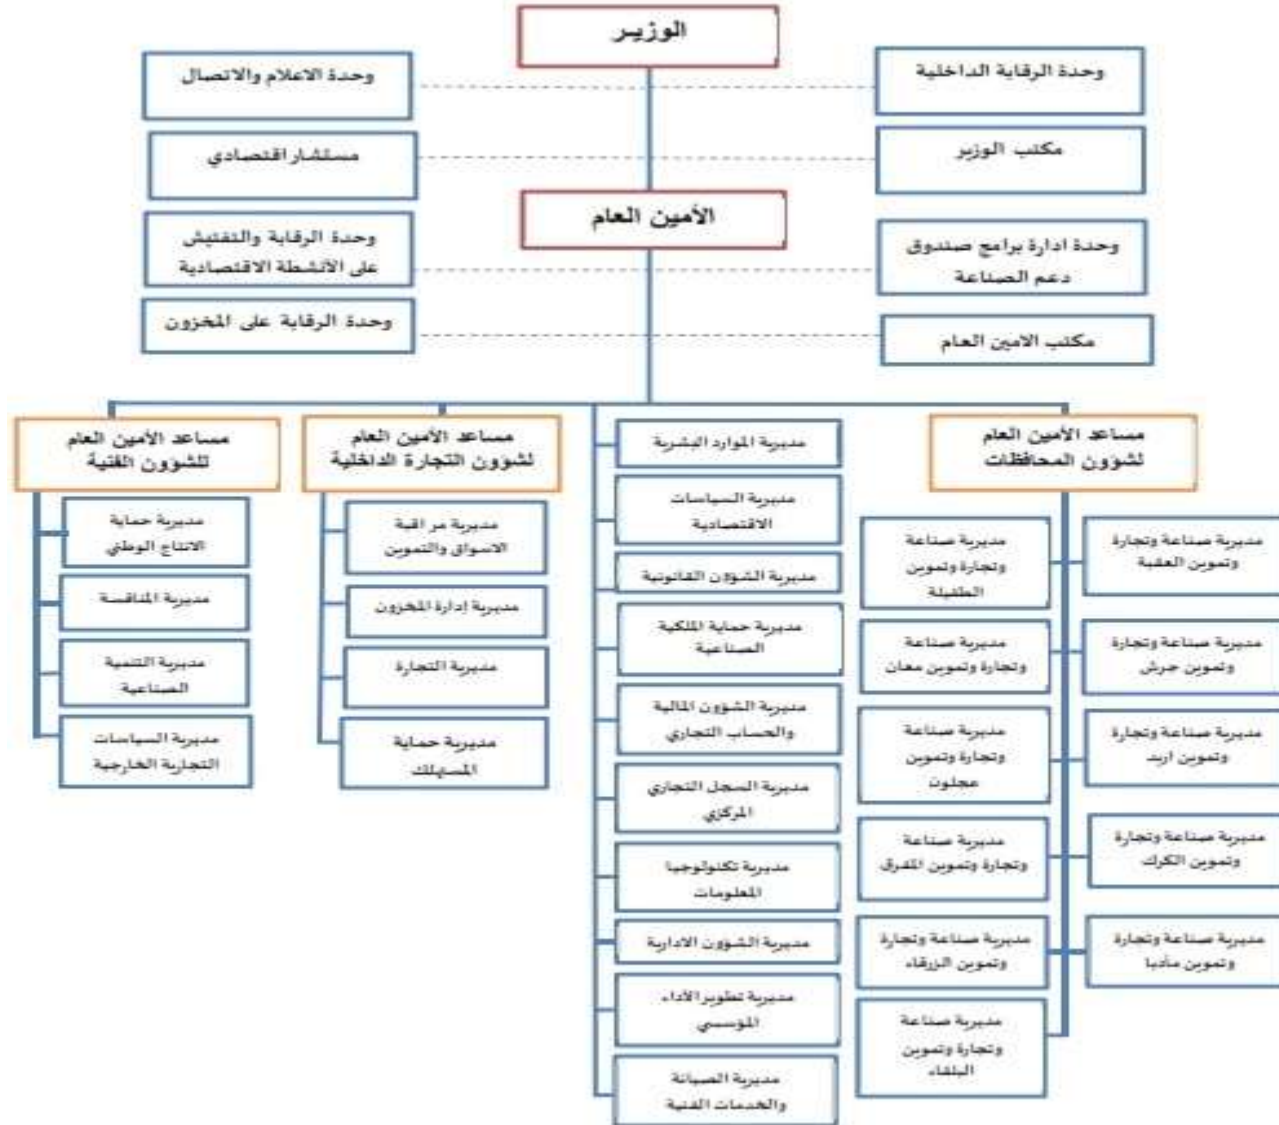 الوزير
وحدة الرقابة الداخلية
وحدة الاعلام والاتصال
مكتب الوزير
مستشار اقتصادي
الأمين العام
وحدة ادارة برامج صندوق
دعم الصناعة
وحدة الرقابة والتفتيش
على الأنشطة الاقتصادية
مكتب الامين العام
وحدة الرقابة على المخزون
مساعد الأمين العام
لشؤون المحافظات
مديرية صناعة وتجارة
وتموين العقبة
مديرية صناعة
وتجارة وتموين
الطفيلة
مديرية صناعة وتجارة
وتموين جرش
مديرية صناعة
وتجارة وتموين معان
مديرية صناعة وتجارة
وتموين اربد
مديرية صناعة
وتجارة وتموين
عجلون
مديرية صناعة وتجارة
وتموين الكرك
مديرية صناعة
وتجارة وتموين المفرق
مديرية صناعة وتجارة
وتموين مأدبا
مديرية صناعة وتجارة
وتموين الزرقاء
مديرية صناعة
وتجارة وتموين
البلقاء
مديرية الموارد البشرية
مديرية السياسات
الاقتصادية
مديرية الشؤون القانونية
مديرية حماية الملكية
الصناعية
مديرية الشؤون المالية
والحساب التجاري
مديرية السجل التجاري
المركزي
مديرية تكنولوجيا
المعلومات
مديرية الشؤون الادارية
مديرية تطوير الأداء
المؤسسي
مديرية الصيانة
والخدمات الفنية
مساعد الأمين العام
لشؤون التجارة الداخلية
مديرية مراقبة
الاسواق والتموين
مديرية إدارة المخزون
مديرية التجارة
مديرية حماية
المستهلك
مساعد الأمين العام
للشؤون الفنية
مديرية حماية
الانتاج الوطني
مديرية المنافسة
مديرية التنمية
الصناعية
مديرية السياسات
التجارية الخارجية